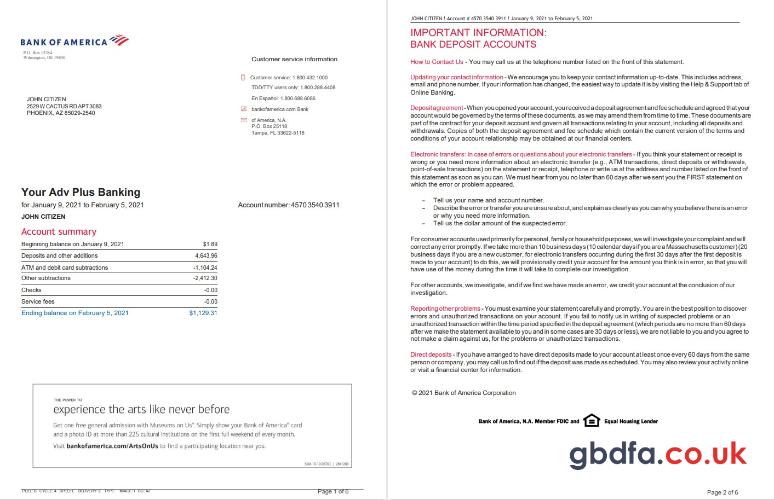 BANK OF AMERICA
P.O. Box 15284
Wilmington, DE 19850
Customer service information
Customer service: 1.800.432.1000
TDD/TTY users only: 1.800.288.4408
En Español: 1.800.688.6086
bankofamerica.com Bank
of America, N.A.
P.O. Box 25118
Tampa, FL 33622-5118
JOHN CITIZEN
2529 W CACTUS RD APT 3083
PHOENIX, AZ 85029-2540
Your Adv Plus Banking
for January 9, 2021 to February 5, 2021
Account number: 4570 3540 3911
JOHN CITIZEN
Account summary
Beginning balance on January 9, 2021 $1.89
Deposits and other additions 4,643.96
ATM and debit card subtractions -1,104.24
Other subtractions -2,412.30
Checks -0.00
Service fees -0.00
Ending balance on February 5, 2021 $1,129.31
THE POWER TO
experience the arts like never before
Get one free general admission with Museums on Us. Simply show your Bank of America card
and a photo ID at more than 225 cultural institutions on the first full weekend of every month.
Visit bankofamerica.com/ArtsOnUs to find a participating location near you.
Page 1 of 6
JOHN CITIZEN / Account # 4570 3540 3911 / January 9, 2021 to February 5, 2021
IMPORTANT INFORMATION:
BANK DEPOSIT ACCOUNTS
How to Contact Us - You may call us at the telephone number listed on the front of this statement.
Updating your contact information - We encourage you to keep your contact information up-to-date. This includes address,
email and phone number. If your information has changed, the easiest way to update it is by visiting the Help & Support tab of
Online Banking.
Deposit agreement - When you opened your account, you received a deposit agreement and fee schedule and agreed that your
account would be governed by the terms of these documents, as we may amend them from time to time. These documents are
part of the contract for your deposit account and govern all transactions relating to your account, including all deposits and
withdrawals. Copies of both the deposit agreement and fee schedule which contain the current version of the terms and
conditions of your account relationship may be obtained at our financial centers.
Electronic transfers: In case of errors or questions about your electronic transfers - If you think your statement or receipt is
wrong or you need more information about an electronic transfer (e.g., ATM transactions, direct deposits or withdrawals,
point-of-sale transactions) on the statement or receipt, telephone or write us at the address and number listed on the front of
this statement as soon as you can. We must hear from you no later than 60 days after we sent you the FIRST statement on
which the error or problem appeared.
– Tell us your name and account number.
– Describe the error or transfer you are unsure about, and explain as clearly as you can why you believe there is an error
or why you need more information.
– Tell us the dollar amount of the suspected error.
For consumer accounts used primarily for personal, family or household purposes, we will investigate your complaint and will
correct any error promptly. If we take more than 10 business days (10 calendar days if you are a Massachusetts customer) (20
business days if you are a new customer, for electronic transfers occurring during the first 30 days after the first deposit is
made to your account) to do this, we will provisionally credit your account for the amount you think is in error, so that you will
have use of the money during the time it will take to complete our investigation.
For other accounts, we investigate, and if we find we have made an error, we credit your account at the conclusion of our
investigation.
Reporting other problems - You must examine your statement carefully and promptly. You are in the best position to discover
errors and unauthorized transactions on your account. If you fail to notify us in writing of suspected problems or an
unauthorized transaction within the time period specified in the deposit agreement (which periods are no more than 60 days
after we make the statement available to you and in some cases are 30 days or less), we are not liable to you and you agree to
not make a claim against us, for the problems or unauthorized transactions.
Direct deposits - If you have arranged to have direct deposits made to your account at least once every 60 days from the same
person or company, you may call us to find out if the deposit was made as scheduled. You may also review your activity online
or visit a financial center for information.
© 2021 Bank of America Corporation
Bank of America, N.A. Member FDIC and Equal Housing Lender
gbdfa.co.uk
Page 2 of 6